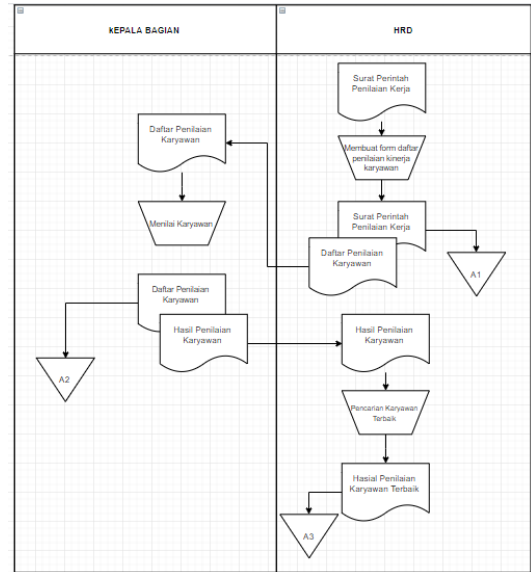 kEPALA BAGIAN
HRD
Surat Perintah
Penilaian Kerja
Daftar Penilaian
Karyawan
Membuat form daftar
penilaian kinerja
karyawan
Menilai Karyawan
Surat Perintah
Penilaian Kerja
Daftar Penilaian
Karyawan
A1
Daftar Penilaian
Karyawan
Hasil Penilaian
Karyawan
Hasil Penilaian
Karyawan
A2
Pencarian Karyawan
Terbaik
Hasial Penilaian
Karyawan Terbaik
A3